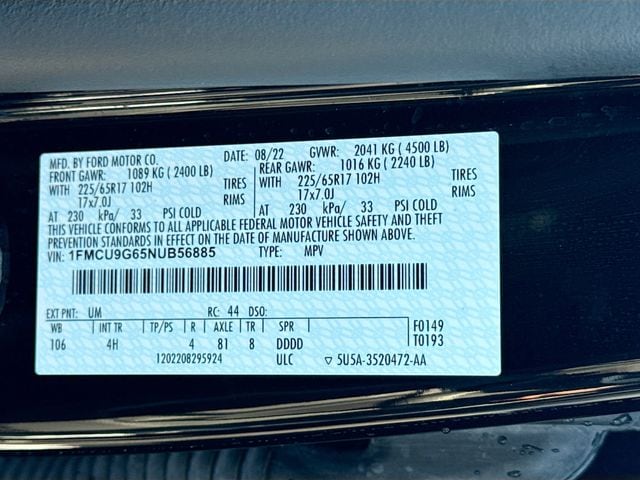 MFD. BY FORD MOTOR CO. DATE: 08/22 GVWR: 2041 KG ( 4500 LB)
FRONT GAWR: 1089 KG ( 2400 LB) REAR GAWR: 1016 KG ( 2240 LB)
WITH 225/65R17 102H TIRES WITH 225/65R17 102H TIRES
17x7.0J RIMS 17x7.0J RIMS
AT 230 kPa/ 33 PSI COLD AT 230 kPa/ 33 PSI COLD
THIS VEHICLE CONFORMS TO ALL APPLICABLE FEDERAL MOTOR VEHICLE SAFETY AND THEFT
PREVENTION STANDARDS IN EFFECT ON THE DATE OF MANUFACTURE SHOWN ABOVE.
VIN: 1FMCU9G65NUB56885 TYPE: MPV
EXT PNT: UM RC: 44 DSO:
WB INT TR TP/PS R AXLE TR SPR F0149
106 4H 4 81 8 DDDD T0193
1202208295924 ULC ▽ 5U5A-3520472-AA